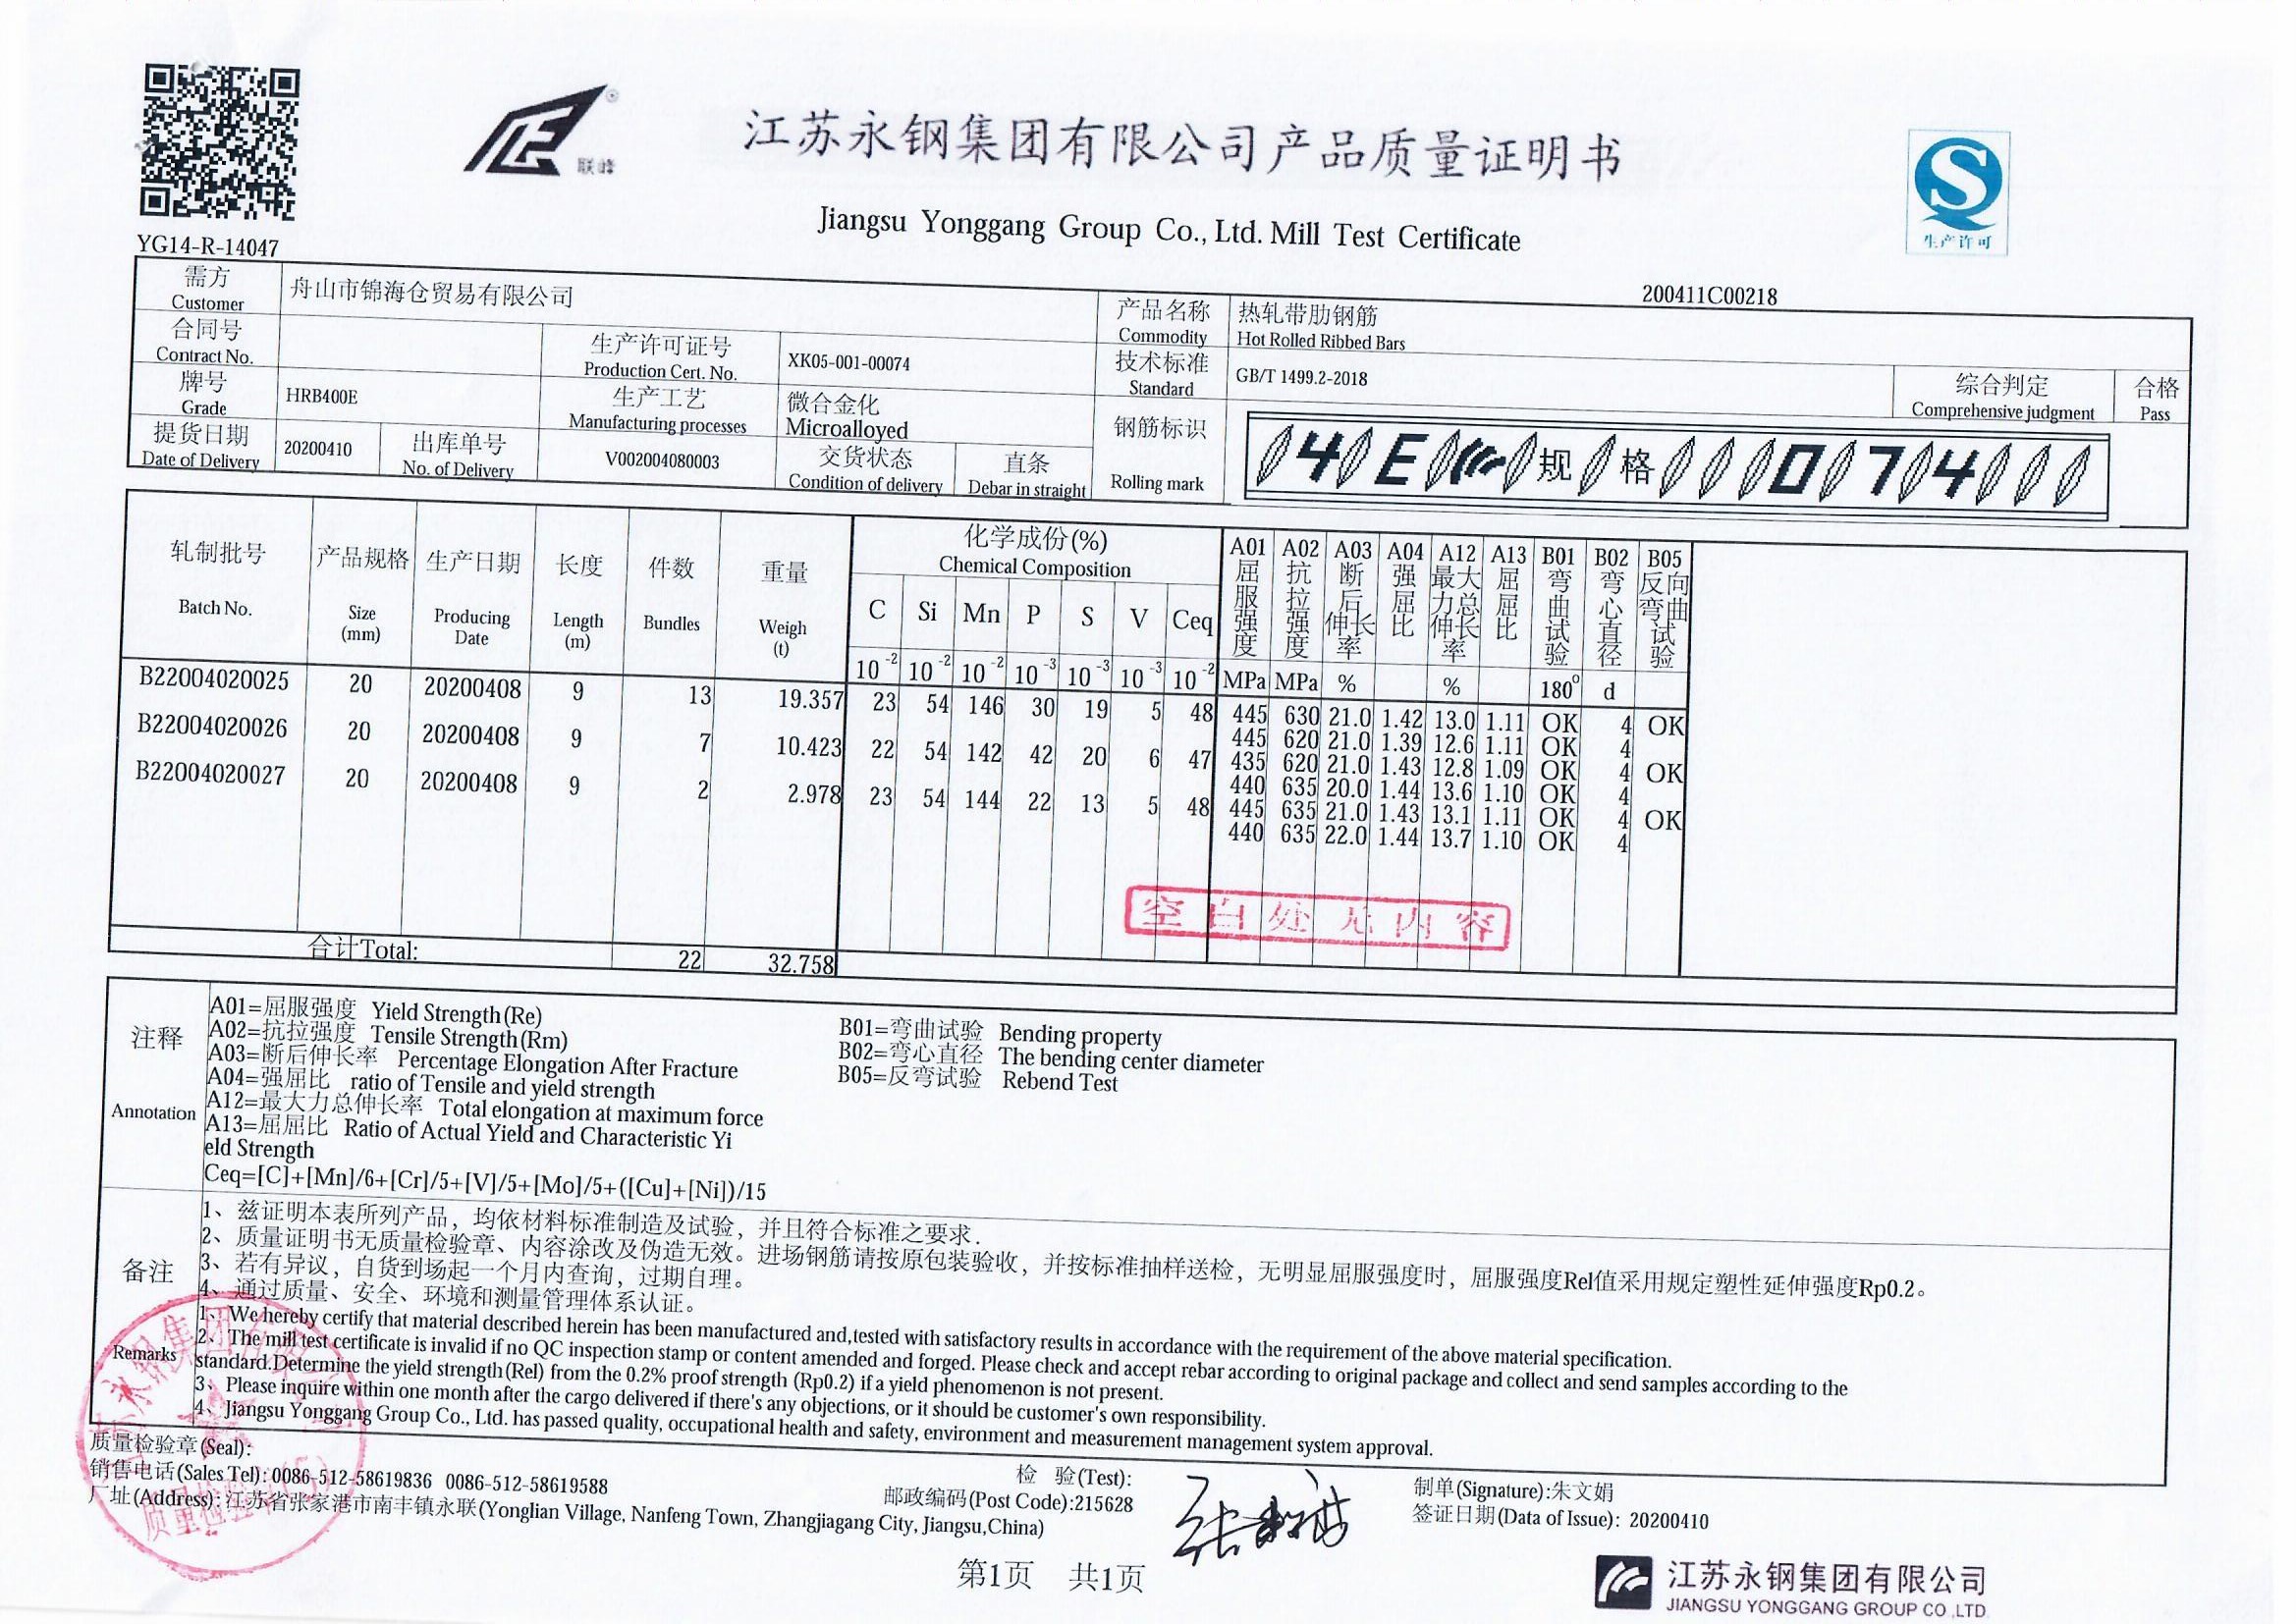 联峰
江苏永钢集团有限公司产品质量证明书
Jiangsu Yonggang Group Co., Ltd. Mill Test Certificate
生产许可
YG14-R-14047
200411C00218
需方 Customer 舟山市锦海仓贸易有限公司 产品名称 Commodity 热轧带肋钢筋 Hot Rolled Ribbed Bars
合同号 Contract No. 生产许可证号 Production Cert. No. XK05-001-00074 技术标准 Standard GB/T 1499.2-2018 综合判定 Comprehensive judgment 合格 Pass
牌号 Grade HRB400E 生产工艺 Manufacturing processes 微合金化 Microalloyed 钢筋标识 Rolling mark 4 E 规 格 0 7 4
提货日期 Date of Delivery 20200410 出库单号 No. of Delivery V002004080003 交货状态 Condition of delivery 直条 Debar in straight
轧制批号 产品规格 生产日期 长度 件数 重量 化学成份(%) A01 A02 A03 A04 A12 A13 B01 B02 B05
Chemical Composition
屈服强度 抗拉强度 断后伸长率 强屈比 最大力总伸长率 屈屈比 弯曲试验 弯心直径 反向弯曲试验
Batch No. Size (mm) Producing Date Length (m) Bundles Weigh (t) C Si Mn P S V Ceq
10⁻² 10⁻² 10⁻² 10⁻³ 10⁻³ 10⁻³ 10⁻² MPa MPa % % 180° d
B22004020025 20 20200408 9 13 19.357 23 54 146 30 19 5 48 445 630 21.0 1.42 13.0 1.11 OK 4 OK
445 620 21.0 1.39 12.6 1.11 OK 4
B22004020026 20 20200408 9 7 10.423 22 54 142 42 20 6 47 435 620 21.0 1.43 12.8 1.09 OK 4 OK
440 635 20.0 1.44 13.6 1.10 OK 4
B22004020027 20 20200408 9 2 2.978 23 54 144 22 13 5 48 445 635 21.0 1.43 13.1 1.11 OK 4 OK
440 635 22.0 1.44 13.7 1.10 OK 4
空白处无内容
合计Total: 22 32.758
注释
Annotation
A01=屈服强度 Yield Strength(Re)
A02=抗拉强度 Tensile Strength(Rm)
A03=断后伸长率 Percentage Elongation After Fracture
A04=强屈比 ratio of Tensile and yield strength
A12=最大力总伸长率 Total elongation at maximum force
A13=屈屈比 Ratio of Actual Yield and Characteristic Yi
eld Strength
Ceq=[C]+[Mn]/6+[Cr]/5+[V]/5+[Mo]/5+([Cu]+[Ni])/15
B01=弯曲试验 Bending property
B02=弯心直径 The bending center diameter
B05=反弯试验 Rebend Test
备注
Remarks
1、兹证明本表所列产品，均依材料标准制造及试验，并且符合标准之要求.
2、质量证明书无质量检验章、内容涂改及伪造无效。进场钢筋请按原包装验收，并按标准抽样送检，无明显屈服强度时，屈服强度Rel值采用规定塑性延伸强度Rp0.2。
3、若有异议，自货到场起一个月内查询，过期自理。
4、通过质量、安全、环境和测量管理体系认证。
1、We hereby certify that material described herein has been manufactured and,tested with satisfactory results in accordance with the requirement of the above material specification.
2、The mill test certificate is invalid if no QC inspection stamp or content amended and forged. Please check and accept rebar according to original package and collect and send samples according to the
standard.Determine the yield strength(Rel) from the 0.2% proof strength (Rp0.2) if a yield phenomenon is not present.
3、Please inquire within one month after the cargo delivered if there's any objections, or it should be customer's own responsibility.
4、Jiangsu Yonggang Group Co., Ltd. has passed quality, occupational health and safety, environment and measurement management system approval.
质量检验章(Seal):
销售电话(Sales Tel):0086-512-58619836 0086-512-58619588
厂址(Address):江苏省张家港市南丰镇永联(Yonglian Village, Nanfeng Town, Zhangjiagang City, Jiangsu,China)
检 验(Test):
邮政编码(Post Code):215628
制单(Signature):朱文娟
签证日期(Data of Issue): 20200410
第1页 共1页
江苏永钢集团有限公司
JIANGSU YONGGANG GROUP CO.,LTD.